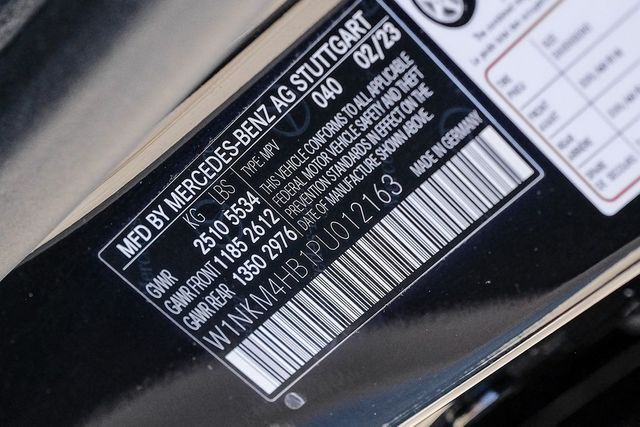 MFD BY MERCEDES-BENZ AG STUTTGART
040 02/23
KG LBS TYPE MPV
GVWR 2510 5534
GAWR FRONT 1185 2612
GAWR REAR 1350 2976
THIS VEHICLE CONFORMS TO ALL APPLICABLE
FEDERAL MOTOR VEHICLE SAFETY AND THEFT
PREVENTION STANDARDS IN EFFECT ON THE
DATE OF MANUFACTURE SHOWN ABOVE.
W1NKM4HB1PU012163
MADE IN GERMANY